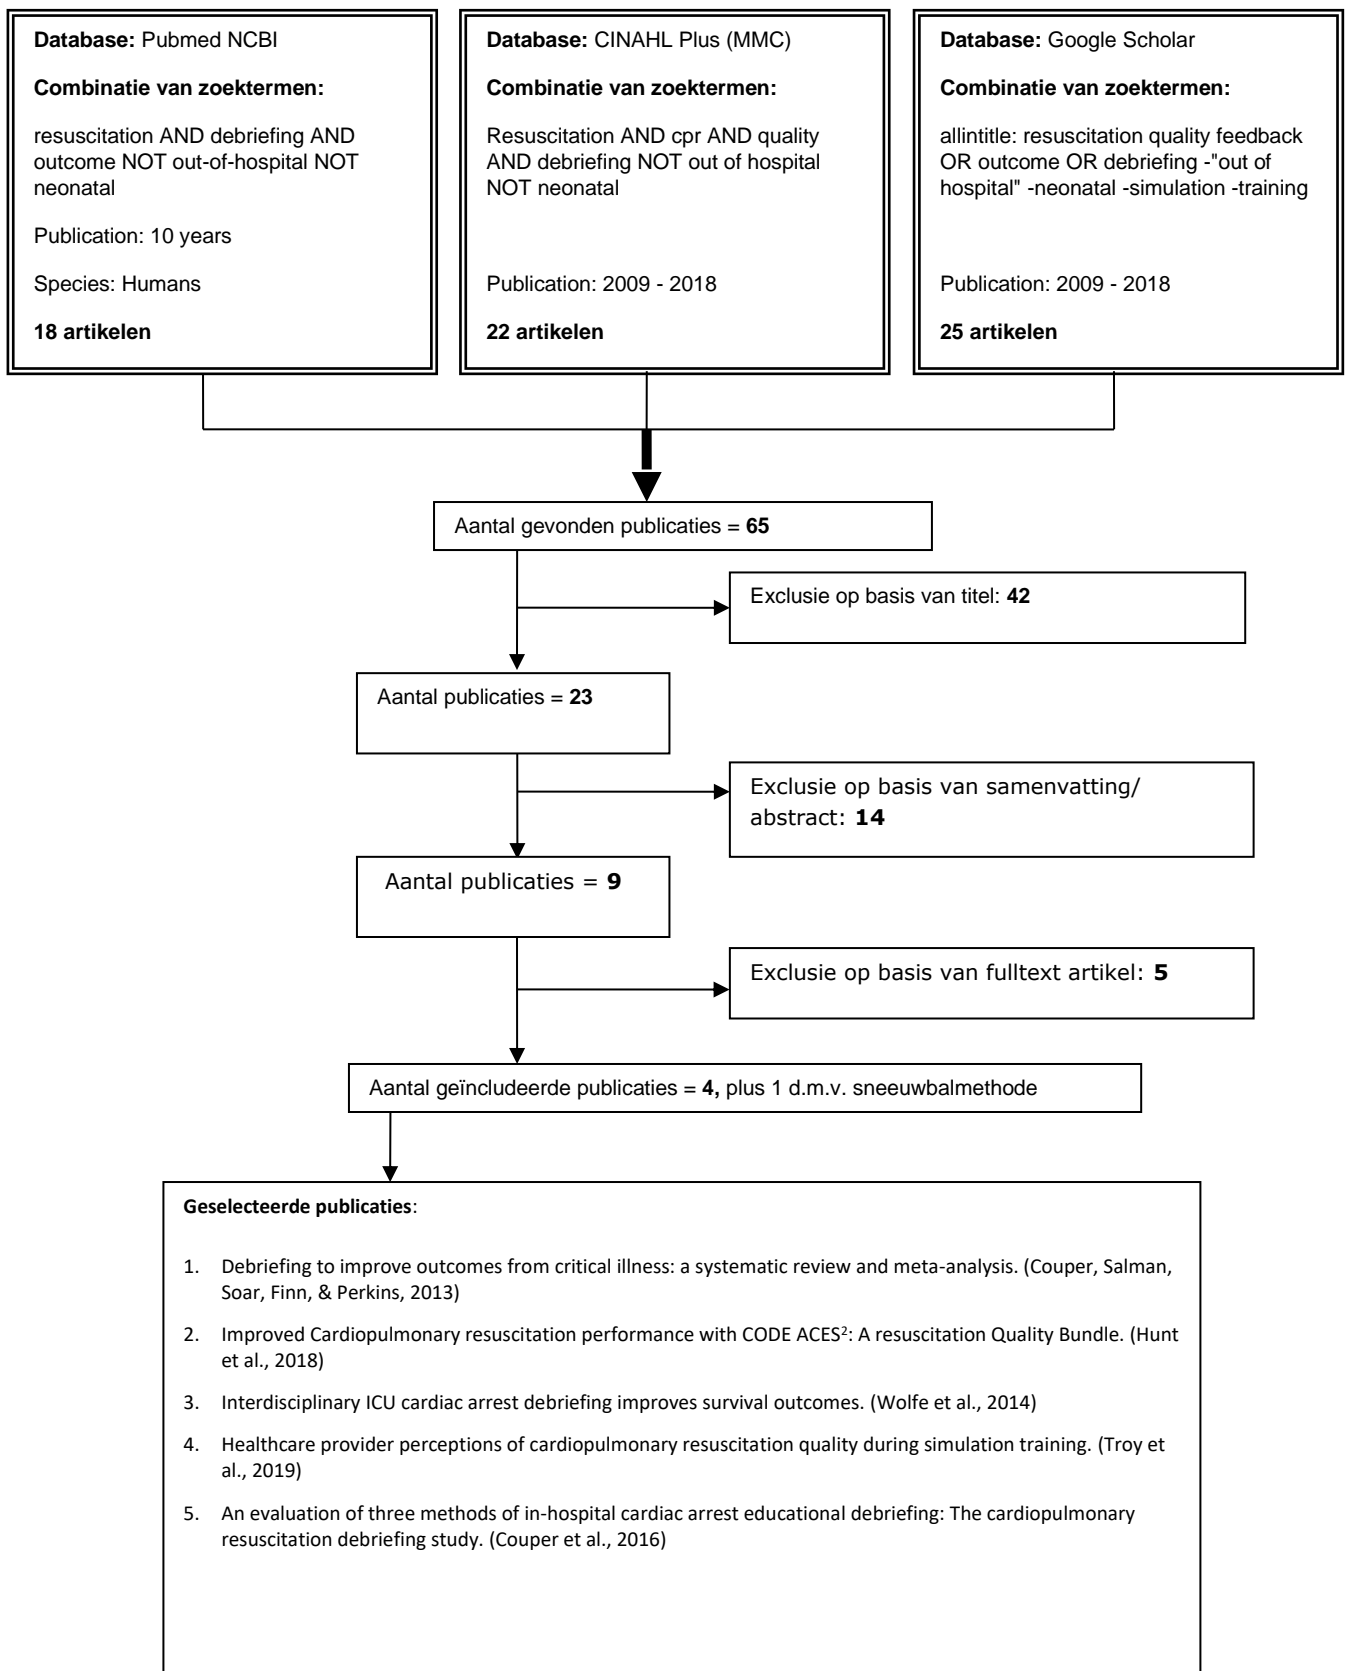 Database: Pubmed NCBI
Combinatie van zoektermen:
resuscitation AND debriefing AND
outcome NOT out-of-hospital NOT
neonatal
Publication: 10 years
Species: Humans
18 artikelen
Database: CINAHL Plus (MMC)
Combinatie van zoektermen:
Resuscitation AND cpr AND quality
AND debriefing NOT out of hospital
NOT neonatal
Publication: 2009 - 2018
22 artikelen
Database: Google Scholar
Combinatie van zoektermen:
allintitle: resuscitation quality feedback
OR outcome OR debriefing -"out of
hospital" -neonatal -simulation -training
Publication: 2009 - 2018
25 artikelen
Aantal gevonden publicaties = 65
Exclusie op basis van titel: 42
Aantal publicaties = 23
Exclusie op basis van samenvatting/
abstract: 14
Aantal publicaties = 9
Exclusie op basis van fulltext artikel: 5
Aantal geïncludeerde publicaties = 4, plus 1 d.m.v. sneeuwbalmethode
Geselecteerde publicaties:
1. Debriefing to improve outcomes from critical illness: a systematic review and meta-analysis. (Couper, Salman,
Soar, Finn, & Perkins, 2013)
2. Improved Cardiopulmonary resuscitation performance with CODE ACES²: A resuscitation Quality Bundle. (Hunt
et al., 2018)
3. Interdisciplinary ICU cardiac arrest debriefing improves survival outcomes. (Wolfe et al., 2014)
4. Healthcare provider perceptions of cardiopulmonary resuscitation quality during simulation training. (Troy et
al., 2019)
5. An evaluation of three methods of in-hospital cardiac arrest educational debriefing: The cardiopulmonary
resuscitation debriefing study. (Couper et al., 2016)